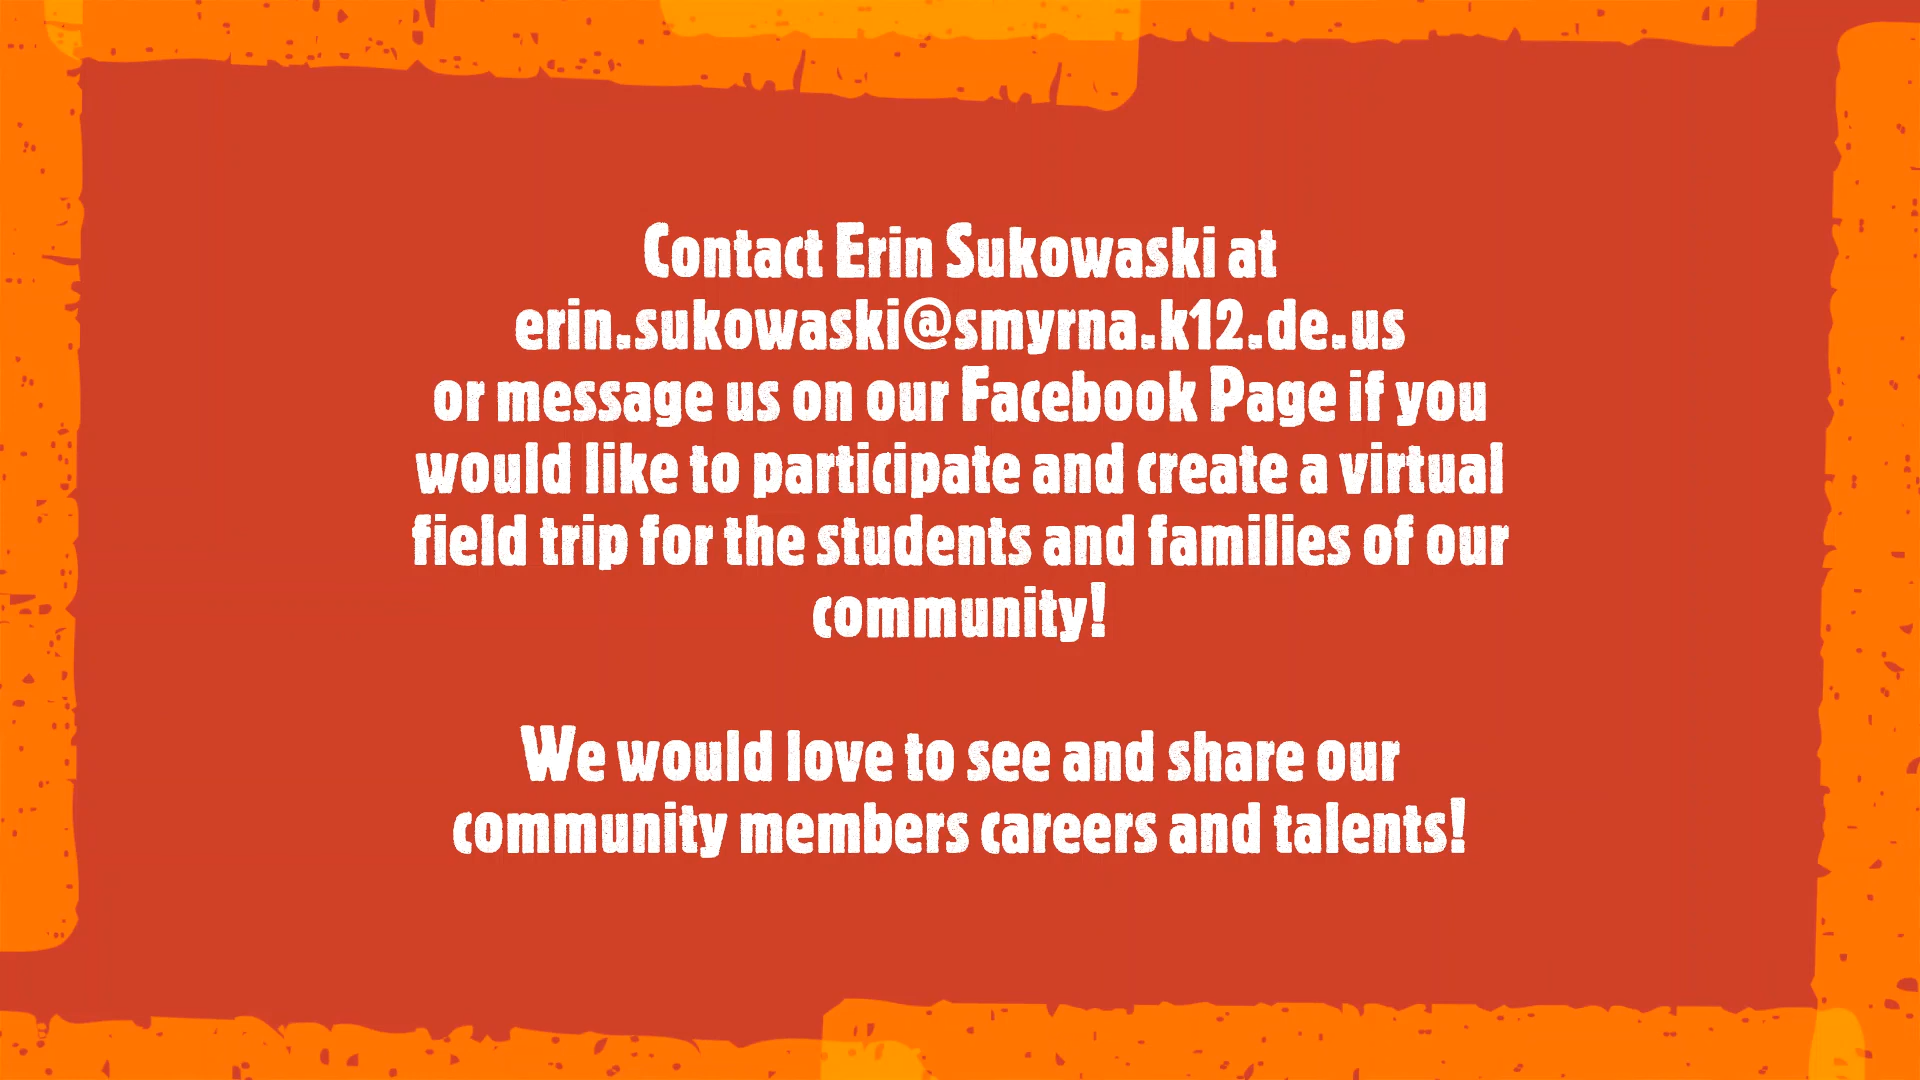 Contact Erin Sukowaski at
erin.sukowaski@smyrna.k12.de.us
or message us on our Facebook Page if you
would like to participate and create a virtual
field trip for the students and families of our
community!
We would love to see and share our
community members careers and talents!